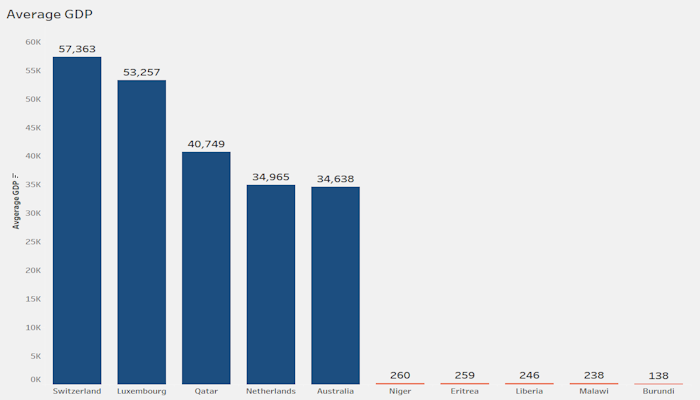 Average GDP
60K
55K
50K
45K
40K
35K
30K
25K
20K
15K
10K
5K
0K
Avgerage GDP
57,363
53,257
40,749
34,965
34,638
260
259
246
238
138
Switzerland Luxembourg Qatar Netherlands Australia Niger Eritrea Liberia Malawi Burundi